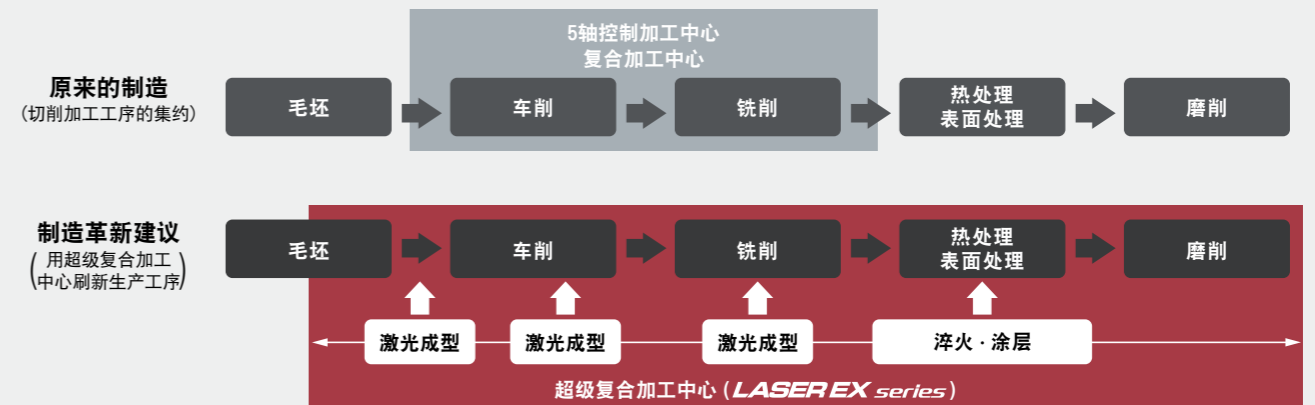 5轴控制加工中心
复合加工中心
原来的制造
(切削加工工序的集约)
毛坯
车削
铣削
热处理
表面处理
磨削
制造革新建议
(用超级复合加工
中心刷新生产工序)
毛坯
车削
铣削
热处理
表面处理
磨削
激光成型
激光成型
激光成型
淬火·涂层
超级复合加工中心(LASER EX series)